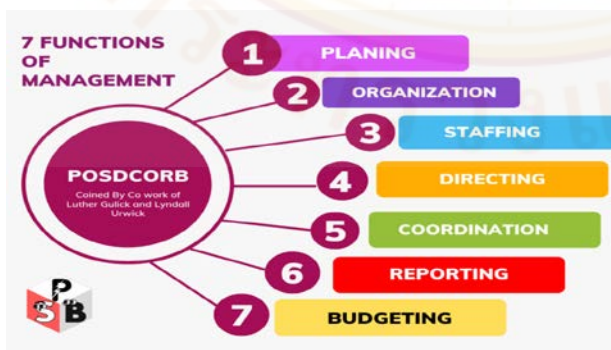 7 FUNCTIONS
OF
MANAGEMENT
1 PLANING
2 ORGANIZATION
3 STAFFING
4 DIRECTING
5 COORDINATION
6 REPORTING
7 BUDGETING
POSDCORB
Coined By Co work of
Luther Gulick and Lyndall
Urwick
P
S B